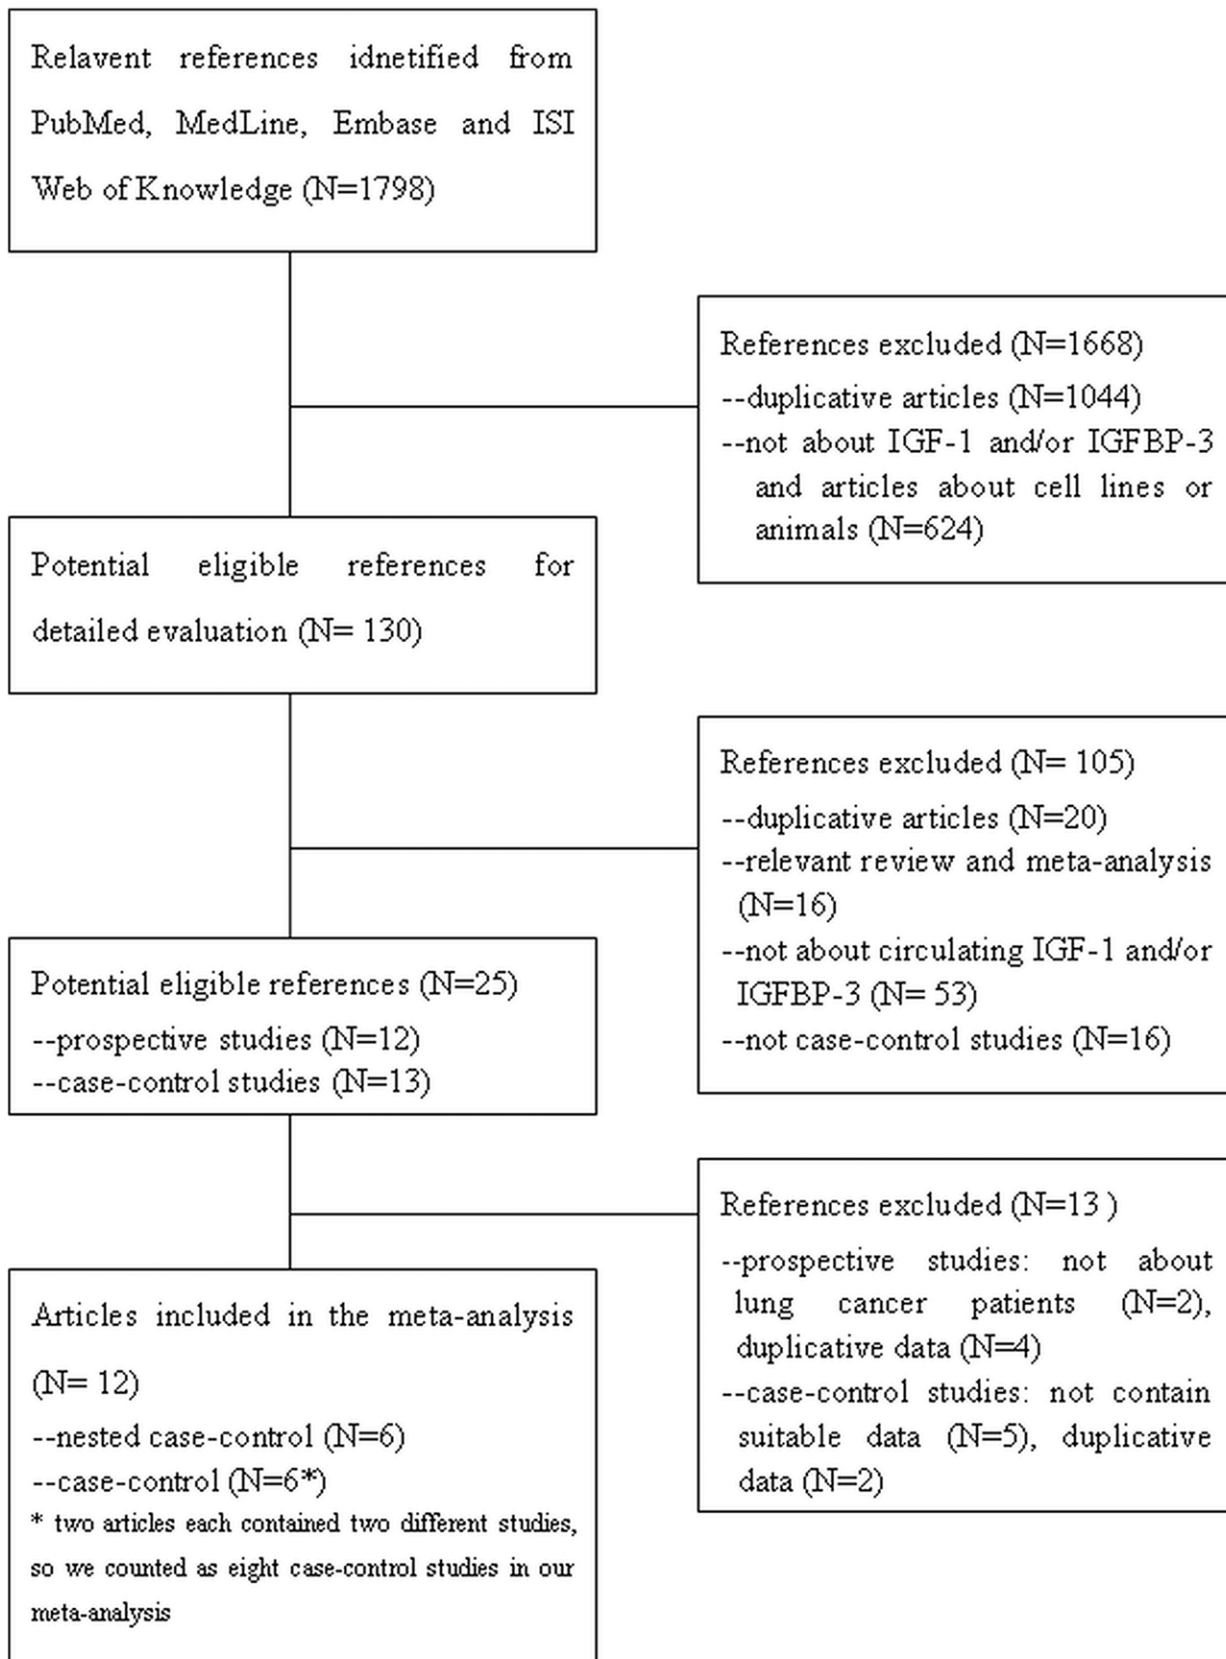 Relavent references idnetified from
PubMed, MedLine, Embase and ISI
Web of Knowledge (N=1798)
References excluded (N=1668)
--duplicative articles (N=1044)
--not about IGF-1 and/or IGFBP-3
and articles about cell lines or
animals (N=624)
Potential eligible references for
detailed evaluation (N= 130)
References excluded (N= 105)
--duplicative articles (N=20)
--relevant review and meta-analysis
(N=16)
--not about circulating IGF-1 and/or
IGFBP-3 (N= 53)
--not case-control studies (N=16)
Potential eligible references (N=25)
--prospective studies (N=12)
--case-control studies (N=13)
References excluded (N=13 )
--prospective studies: not about
lung cancer patients (N=2),
duplicative data (N=4)
--case-control studies: not contain
suitable data (N=5), duplicative
data (N=2)
Articles included in the meta-analysis
(N= 12)
--nested case-control (N=6)
--case-control (N=6*)
* two articles each contained two different studies,
so we counted as eight case-control studies in our
meta-analysis